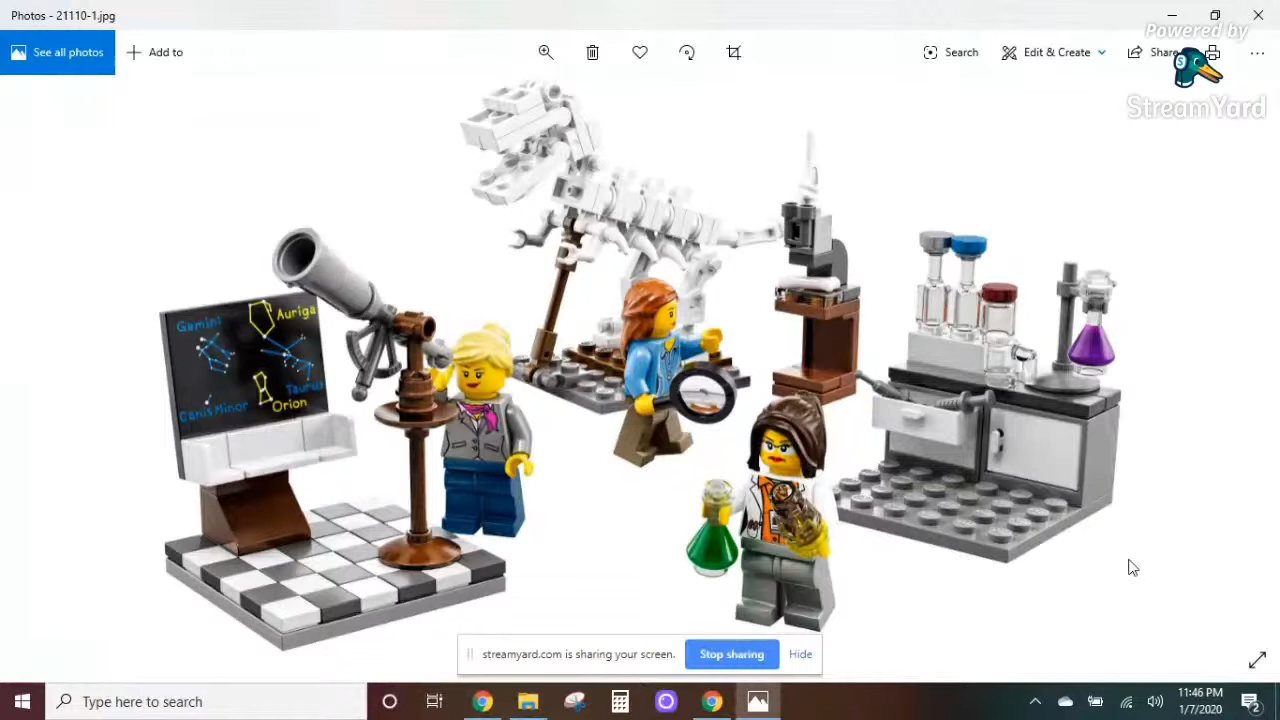 Photos - 21110-1.jpg
Powered by
See all photos
Add to
Search
Edit & Create
Share
S
StreamYard
Gemini
Auriga
Taurus
Canis Minor
Orion
streamyard.com is sharing your screen.
Stop sharing
Hide
Type here to search
11:46 PM
1/7/2020
2